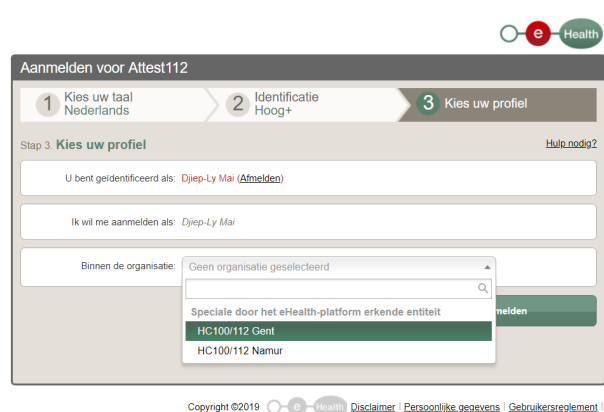 e Health
Aanmelden voor Attest112
1 Kies uw taal Nederlands
2 Identificatie Hoog+
3 Kies uw profiel
Stap 3. Kies uw profiel
Hulp nodig?
U bent geïdentificeerd als: Djiep-Ly Mai (Afmelden)
Ik wil me aanmelden als: Djiep-Ly Mai
Binnen de organisatie: Geen organisatie geselecteerd
Speciale door het eHealth-platform erkende entiteit
melden
HC100/112 Gent
HC100/112 Namur
Copyright ©2019 e Health Disclaimer | Persoonlijke gegevens | Gebruikersreglement |